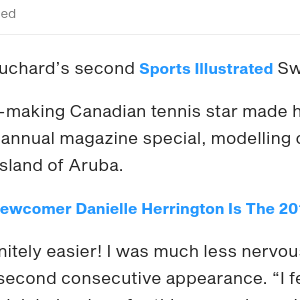 ed
uchard's second Sports Illustrated Sw
-making Canadian tennis star made h
annual magazine special, modelling
sland of Aruba.
ewcomer Danielle Herrington Is The 20
nitely easier! I was much less nervou
second consecutive appearance. “I fe